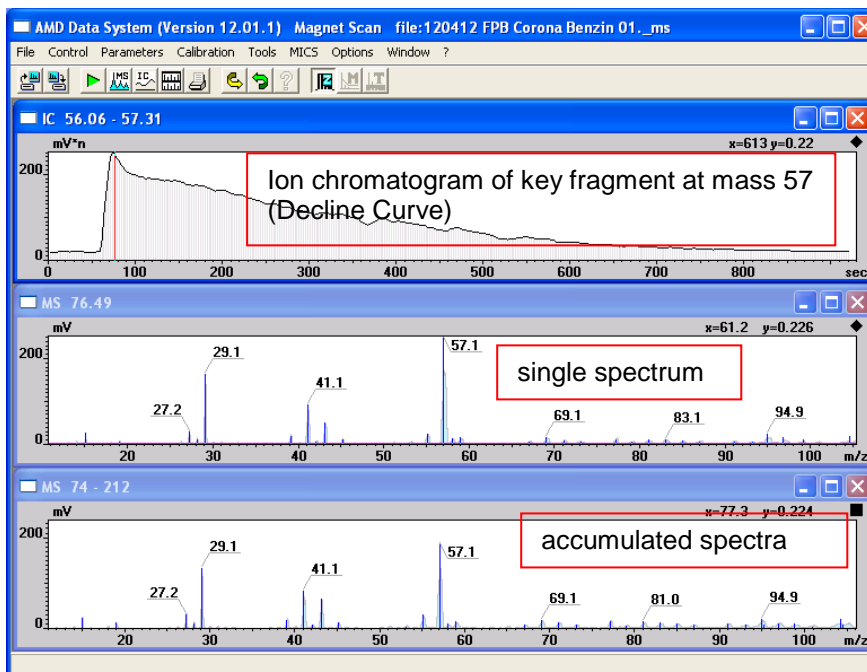 AMD Data System (Version 12.01.1) Magnet Scan file:120412 FPB Corona Benzin 01._ms
File Control Parameters Calibration Tools MICS Options Window ?
MS IC
IC 56.06 - 57.31
mV*n x=613 y=0.22
200
0
Ion chromatogram of key fragment at mass 57
(Decline Curve)
0 100 200 300 400 500 600 700 800 sec
MS 76.49
mV x=61.2 y=0.226
200
0
27.2 29.1 41.1 57.1 69.1 83.1 94.9
single spectrum
20 30 40 50 60 70 80 90 100 m/z
MS 74 - 212
mV x=77.3 y=0.224
200
0
27.2 29.1 41.1 57.1 69.1 81.0 94.9
accumulated spectra
20 30 40 50 60 70 80 90 100 m/z